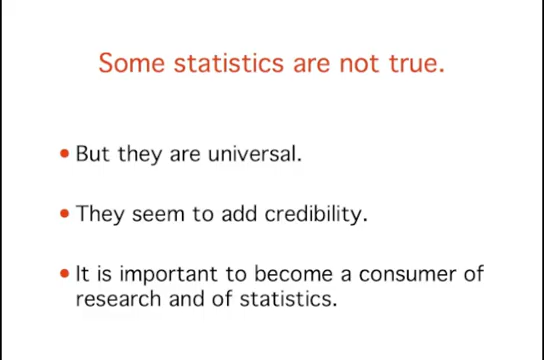 Some statistics are not true.
• But they are universal.
• They seem to add credibility.
• It is important to become a consumer of
research and of statistics.